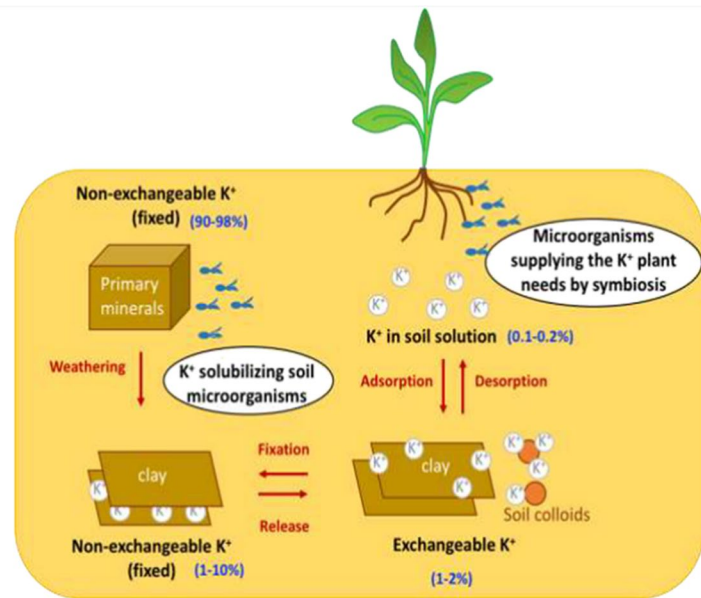 Non-exchangeable K⁺
(fixed) (90-98%)
Primary
minerals
Weathering
K⁺ solubilizing soil
microorganisms
Microorganisms
supplying the K⁺ plant
needs by symbiosis
K⁺
K⁺
K⁺
K⁺
K⁺
K⁺
K⁺ in soil solution (0.1-0.2%)
Adsorption
Desorption
Fixation
Release
clay
K⁺
K⁺
K⁺
K⁺
Non-exchangeable K⁺
(fixed) (1-10%)
clay
K⁺
K⁺
K⁺
K⁺
K⁺
K⁺
K⁺
K⁺
Soil colloids
Exchangeable K⁺
(1-2%)